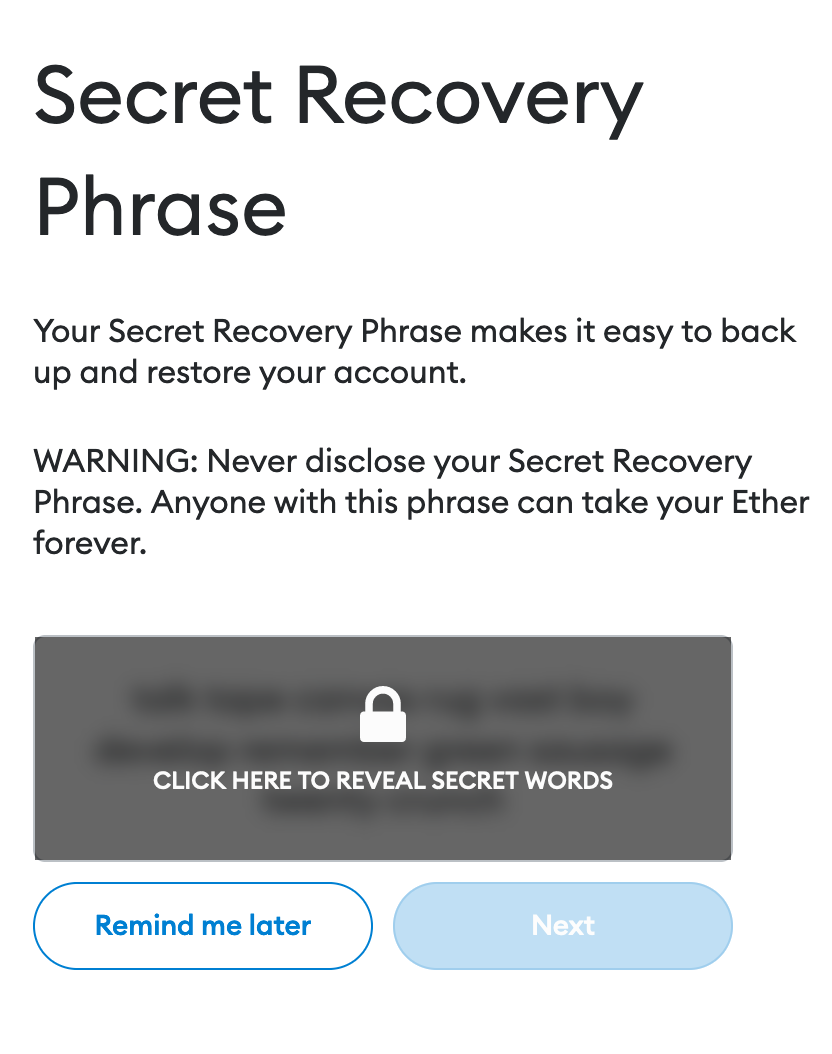 Secret Recovery
Phrase
Your Secret Recovery Phrase makes it easy to back
up and restore your account.
WARNING: Never disclose your Secret Recovery
Phrase. Anyone with this phrase can take your Ether
forever.
CLICK HERE TO REVEAL SECRET WORDS
Remind me later
Next